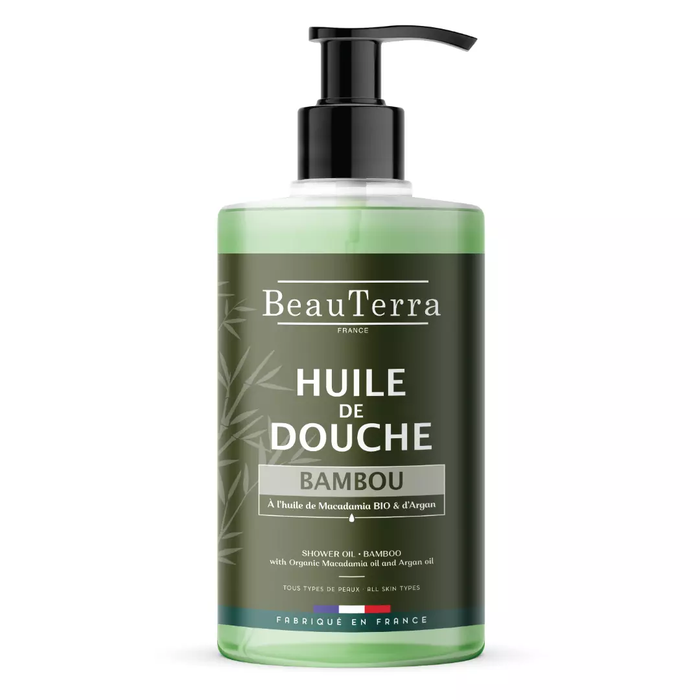 BeauTerra
FRANCE
HUILE
DE
DOUCHE
BAMBOU
À l'huile de Macadamia BIO & d'Argan
SHOWER OIL • BAMBOO
with Organic Macadamia oil and Argan oil
TOUS TYPES DE PEAUX · ALL SKIN TYPES
FABRIQUÉ EN FRANCE